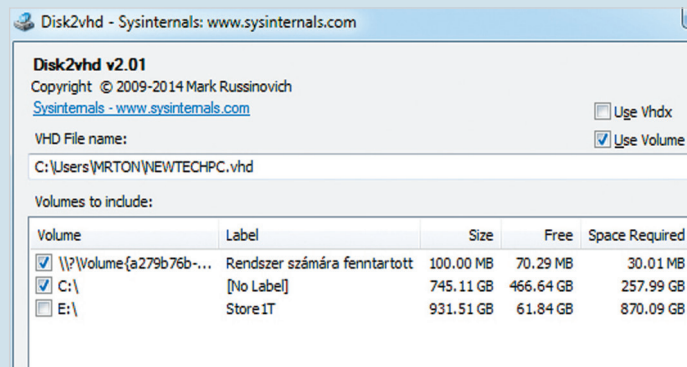 Disk2vhd - Sysinternals: www.sysinternals.com
Disk2vhd v2.01
Copyright © 2009-2014 Mark Russinovich
Sysinternals - www.sysinternals.com
Use Vhdx
VHD File name:
Use Volume
C:\Users\MRTON\NEWTECHPC.vhd
Volumes to include:
Volume Label Size Free Space Required
\\?\Volume{a279b76b-... Rendszer számára fenntartott 100.00 MB 70.29 MB 30.01 MB
C:\ [No Label] 745.11 GB 466.64 GB 257.99 GB
E:\ Store1T 931.51 GB 61.84 GB 870.09 GB